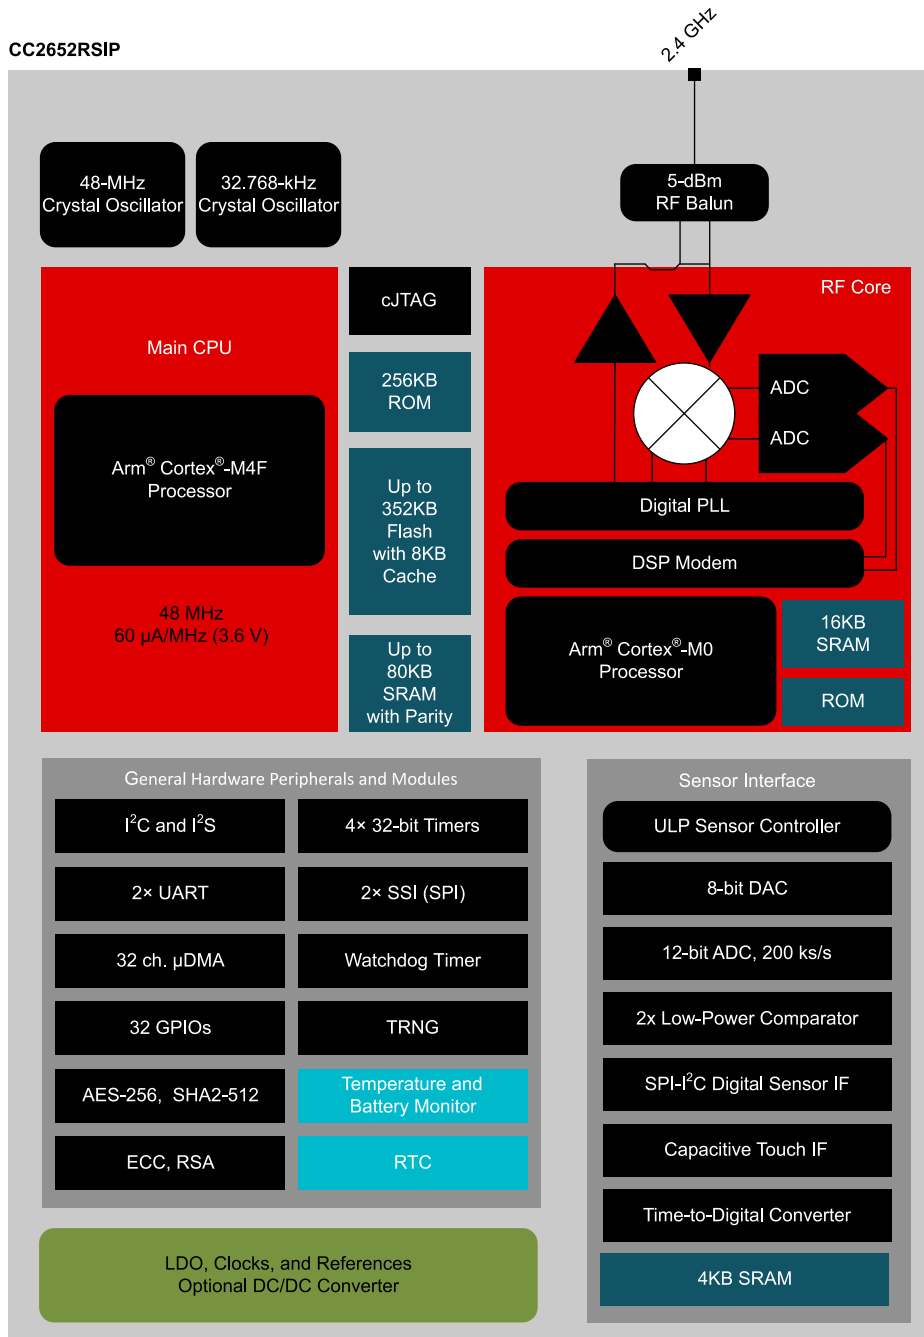 2.4 GHz
CC2652RSIP
48-MHz
Crystal Oscillator
32.768-kHz
Crystal Oscillator
5-dBm
RF Balun
Main CPU
Arm® Cortex®-M4F
Processor
48 MHz
60 µA/MHz (3.6 V)
cJTAG
256KB
ROM
Up to
352KB
Flash
with 8KB
Cache
Up to
80KB
SRAM
with Parity
RF Core
ADC
ADC
Digital PLL
DSP Modem
Arm® Cortex®-M0
Processor
16KB
SRAM
ROM
General Hardware Peripherals and Modules
I²C and I²S
4× 32-bit Timers
2× UART
2× SSI (SPI)
32 ch. µDMA
Watchdog Timer
32 GPIOs
TRNG
AES-256, SHA2-512
Temperature and
Battery Monitor
ECC, RSA
RTC
LDO, Clocks, and References
Optional DC/DC Converter
Sensor Interface
ULP Sensor Controller
8-bit DAC
12-bit ADC, 200 ks/s
2x Low-Power Comparator
SPI-I²C Digital Sensor IF
Capacitive Touch IF
Time-to-Digital Converter
4KB SRAM